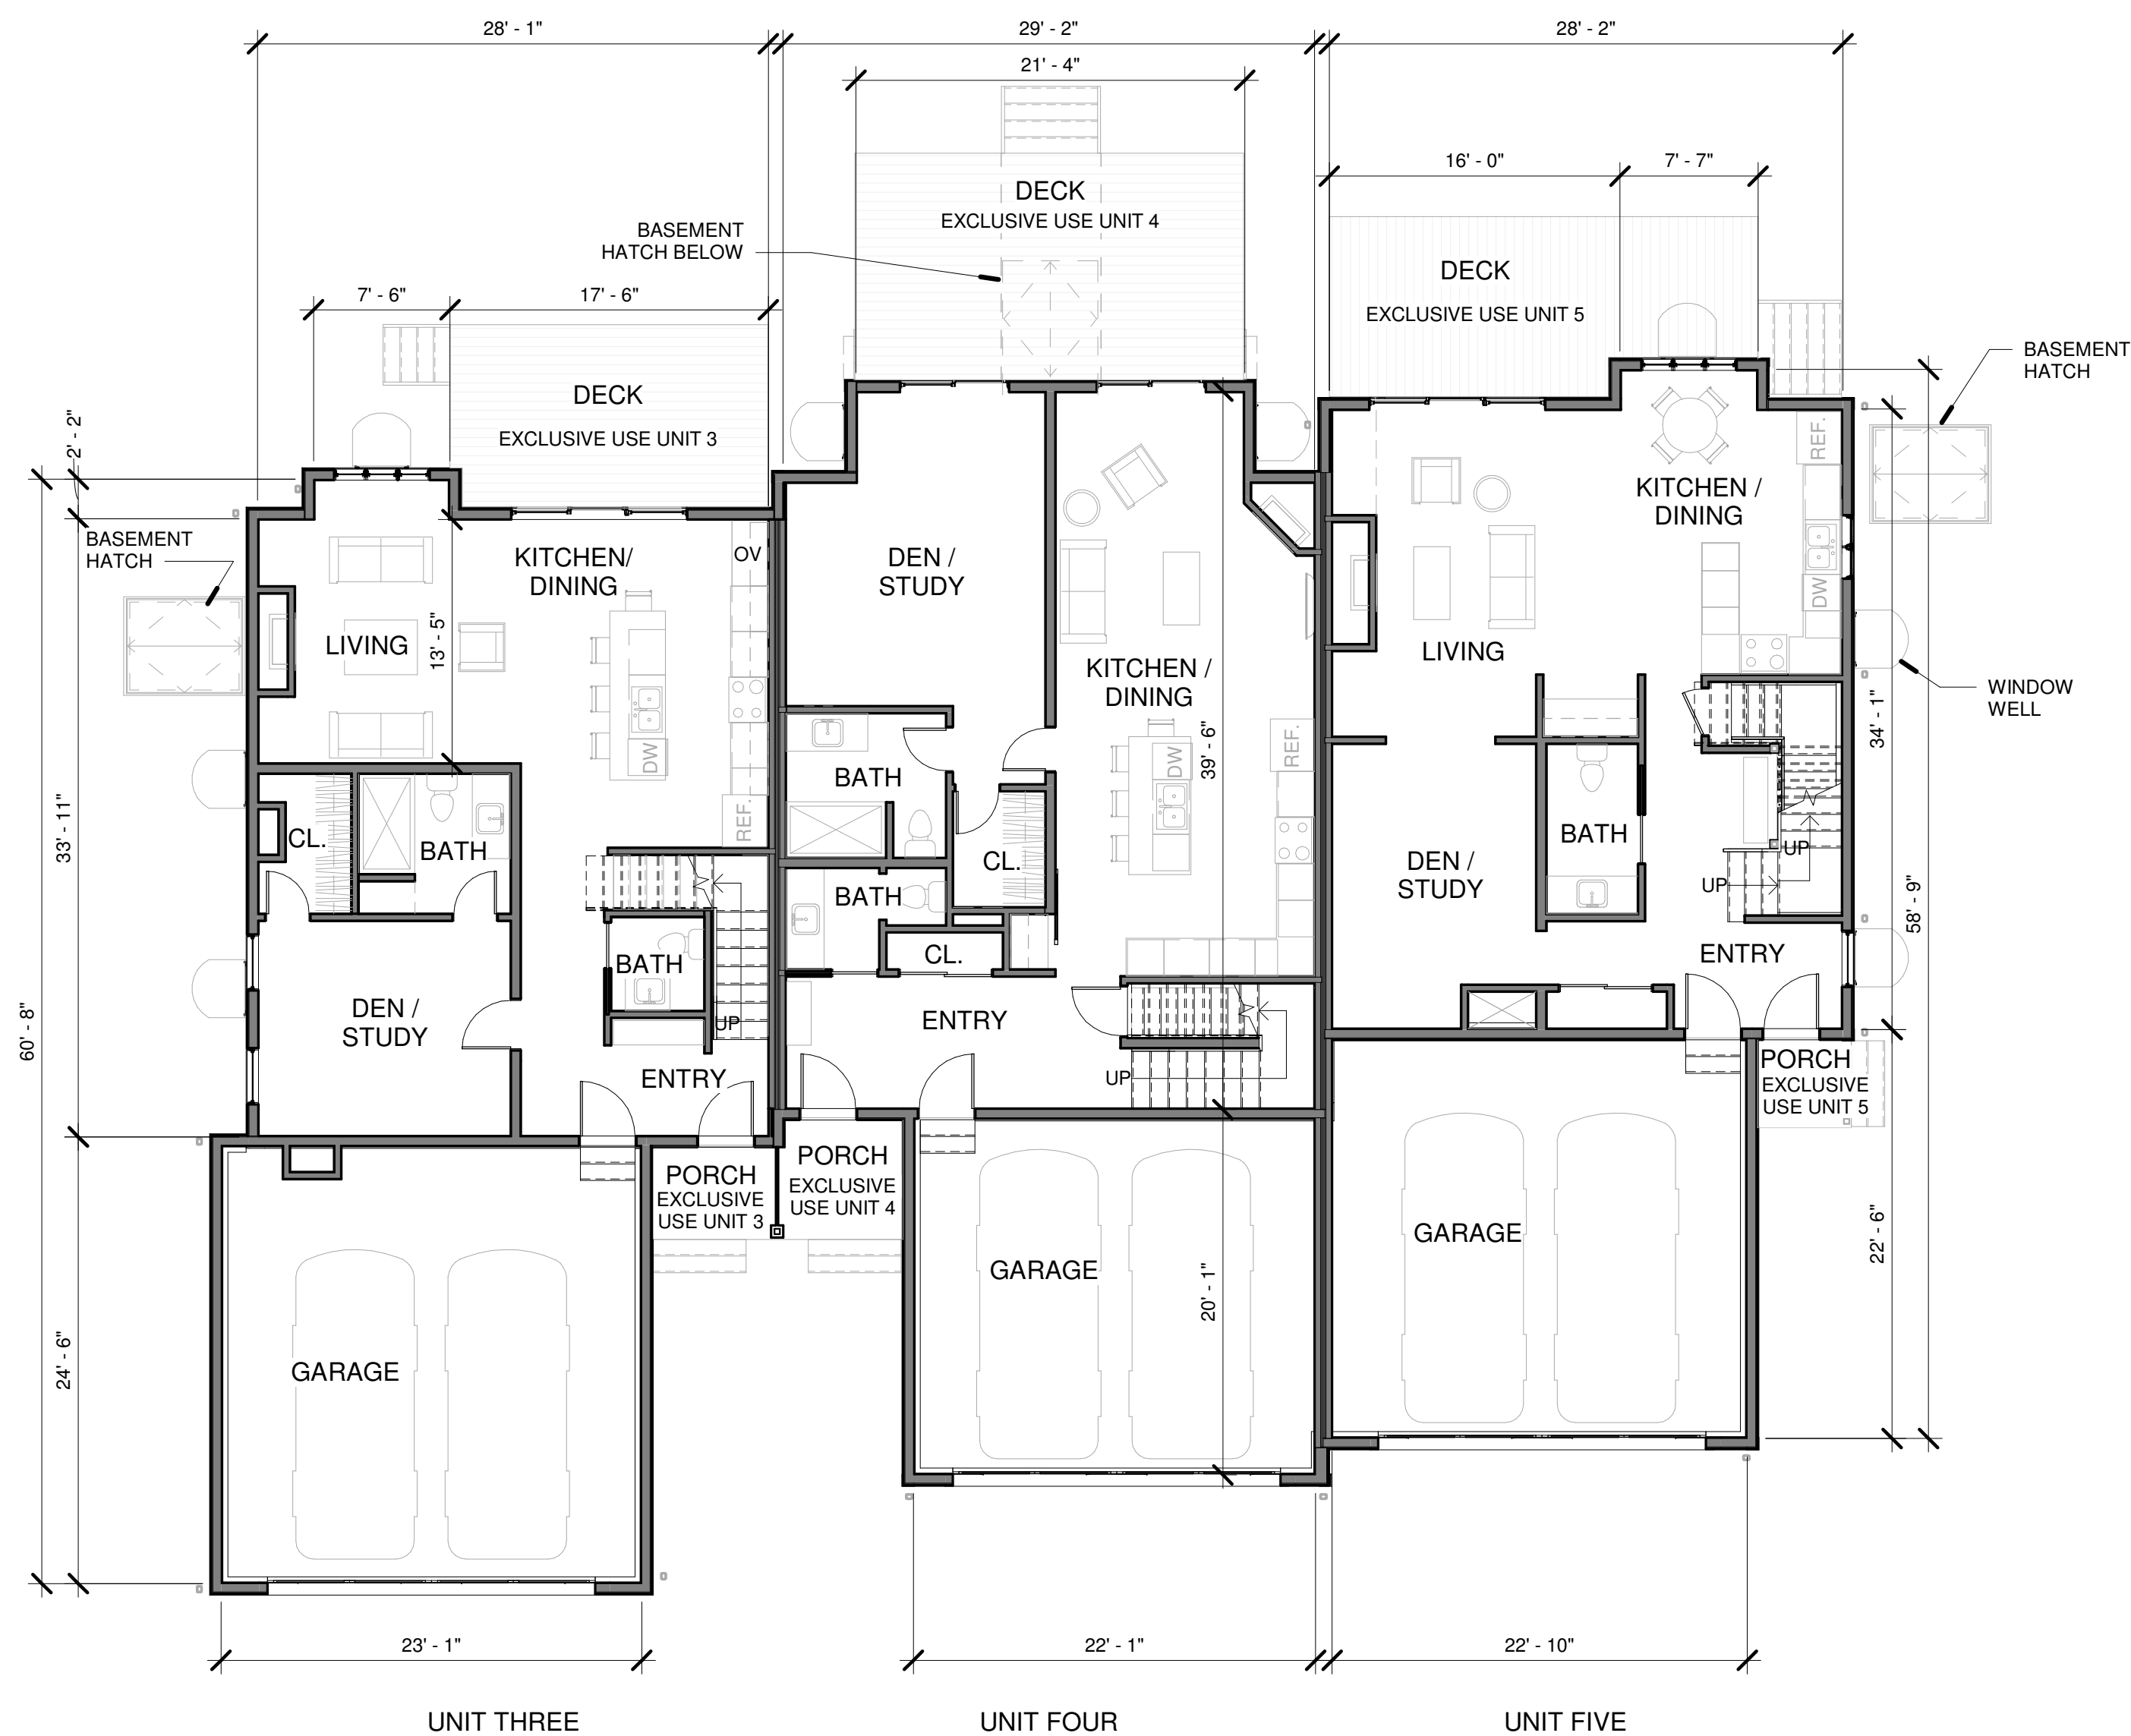 28' - 1"
29' - 2"
28' - 2"
21' - 4"
16' - 0"
7' - 7"
DECK
EXCLUSIVE USE UNIT 4
BASEMENT
HATCH BELOW
DECK
EXCLUSIVE USE UNIT 5
7' - 6"
17' - 6"
DECK
EXCLUSIVE USE UNIT 3
BASEMENT
HATCH
2' - 2"
BASEMENT
HATCH
60' - 8"
33' - 11"
24' - 6"
KITCHEN/
DINING
OV
LIVING
13' - 5"
DW
REF.
CL.
BATH
BATH
UP
DEN /
STUDY
ENTRY
PORCH
EXCLUSIVE
USE UNIT 3
GARAGE
DEN /
STUDY
KITCHEN /
DINING
39' - 6"
REF.
DW
BATH
CL.
BATH
CL.
ENTRY
UP
PORCH
EXCLUSIVE
USE UNIT 4
GARAGE
20' - 1"
REF.
KITCHEN /
DINING
DW
LIVING
WINDOW
WELL
34' - 1"
58' - 9"
22' - 6"
BATH
UP
UP
DEN /
STUDY
ENTRY
PORCH
EXCLUSIVE
USE UNIT 5
GARAGE
23' - 1"
22' - 1"
22' - 10"
UNIT THREE
UNIT FOUR
UNIT FIVE